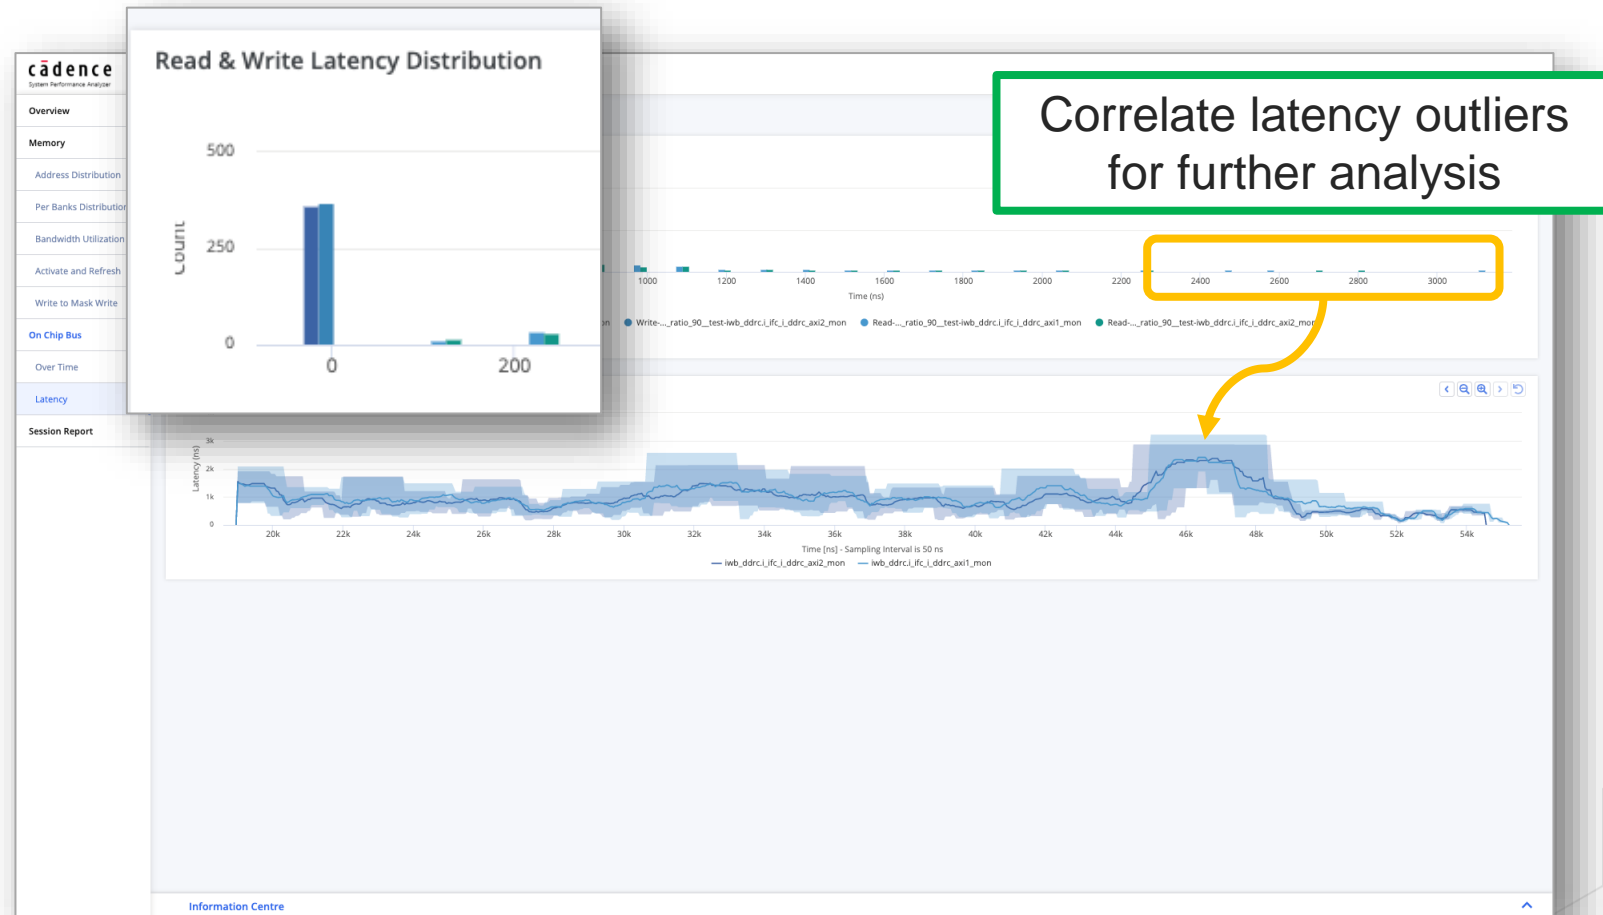 Read & Write Latency Distribution
500
250
0
Count
0
200
cādence
System Performance Analyzer
Overview
Memory
Address Distribution
Per Banks Distribution
Bandwidth Utilization
Activate and Refresh
Write to Mask Write
On Chip Bus
Over Time
Latency
Session Report
Correlate latency outliers
for further analysis
1000 1200 1400 1600 1800 2000 2200 2400 2600 2800 3000
Time (ns)
Write-..._ratio_90__test-iwb_ddrc.i_ifc_i_ddrc_axi2_mon Read-..._ratio_90__test-iwb_ddrc.i_ifc_i_ddrc_axi1_mon Read-..._ratio_90__test-iwb_ddrc.i_ifc_i_ddrc_axi2_mon
3k
2k
1k
0
Latency (ns)
20k 22k 24k 26k 28k 30k 32k 34k 36k 38k 40k 42k 44k 46k 48k 50k 52k 54k
Time [ns] - Sampling Interval is 50 ns
iwb_ddrc.i_ifc_i_ddrc_axi2_mon iwb_ddrc.i_ifc_i_ddrc_axi1_mon
Information Centre